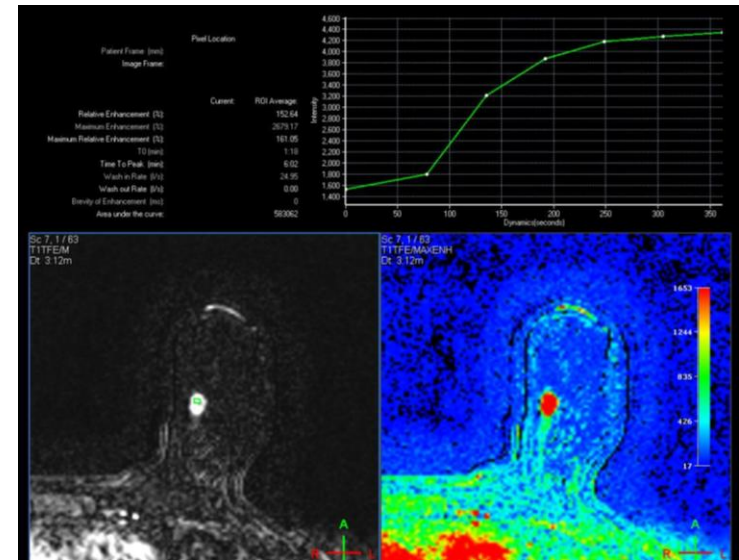 Pixel Location
Patient Frame (mm)
Image Frame:
Current: ROI Average:
Relative Enhancement (%): 152.64
Maximum Enhancement (%): 2679.17
Maximum Relative Enhancement (%): 161.05
T0 (min): 1:18
Time To Peak (min): 6:02
Wash in Rate (l/s): 24.95
Wash out Rate (l/s): 0.00
Brevity of Enhancement (ms): 0
Area under the curve: 583062
Intensity
4,600
4,400
4,200
4,000
3,800
3,600
3,400
3,200
3,000
2,800
2,600
2,400
2,200
2,000
1,800
1,600
1,400
0 50 100 150 200 250 300 350
Dynamics(seconds)
Sc 7, 1 / 63
T1TFE/M
Dt 3:12m
A
R L
Sc 7, 1 / 63
T1TFE/MAXENH
Dt 3:12m
1653
1244
835
426
17
A
R L